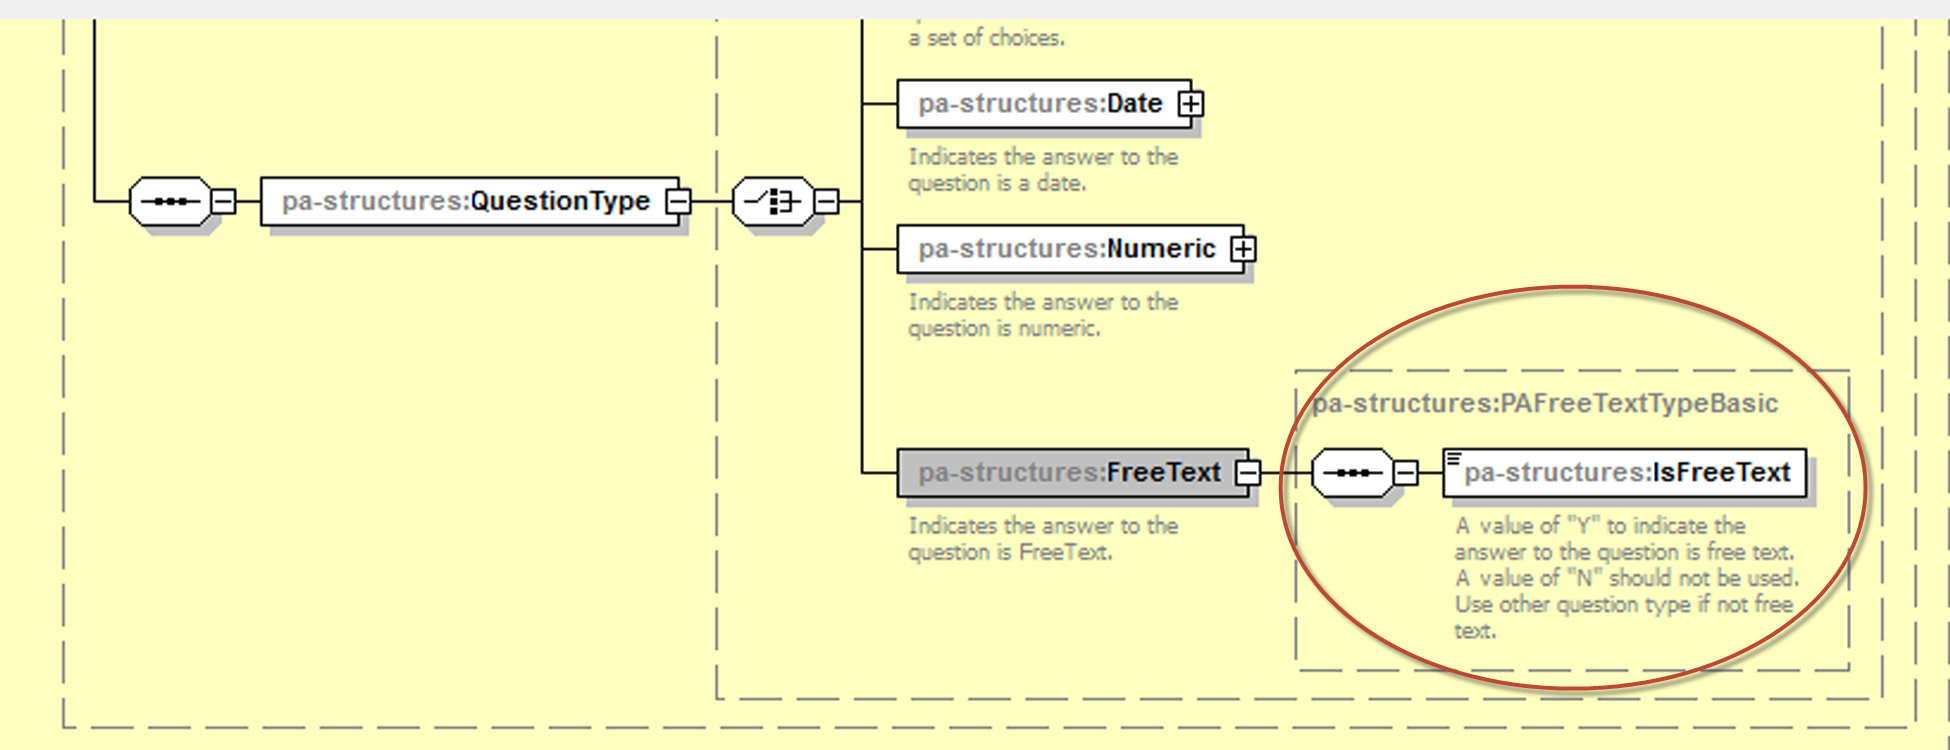 a set of choices.
pa-structures:Date
Indicates the answer to the
question is a date.
pa-structures:QuestionType
pa-structures:Numeric
Indicates the answer to the
question is numeric.
pa-structures:PAFreeTextTypeBasic
pa-structures:FreeText
pa-structures:IsFreeText
Indicates the answer to the
question is FreeText.
A value of "Y" to indicate the
answer to the question is free text.
A value of "N" should not be used.
Use other question type if not free
text.